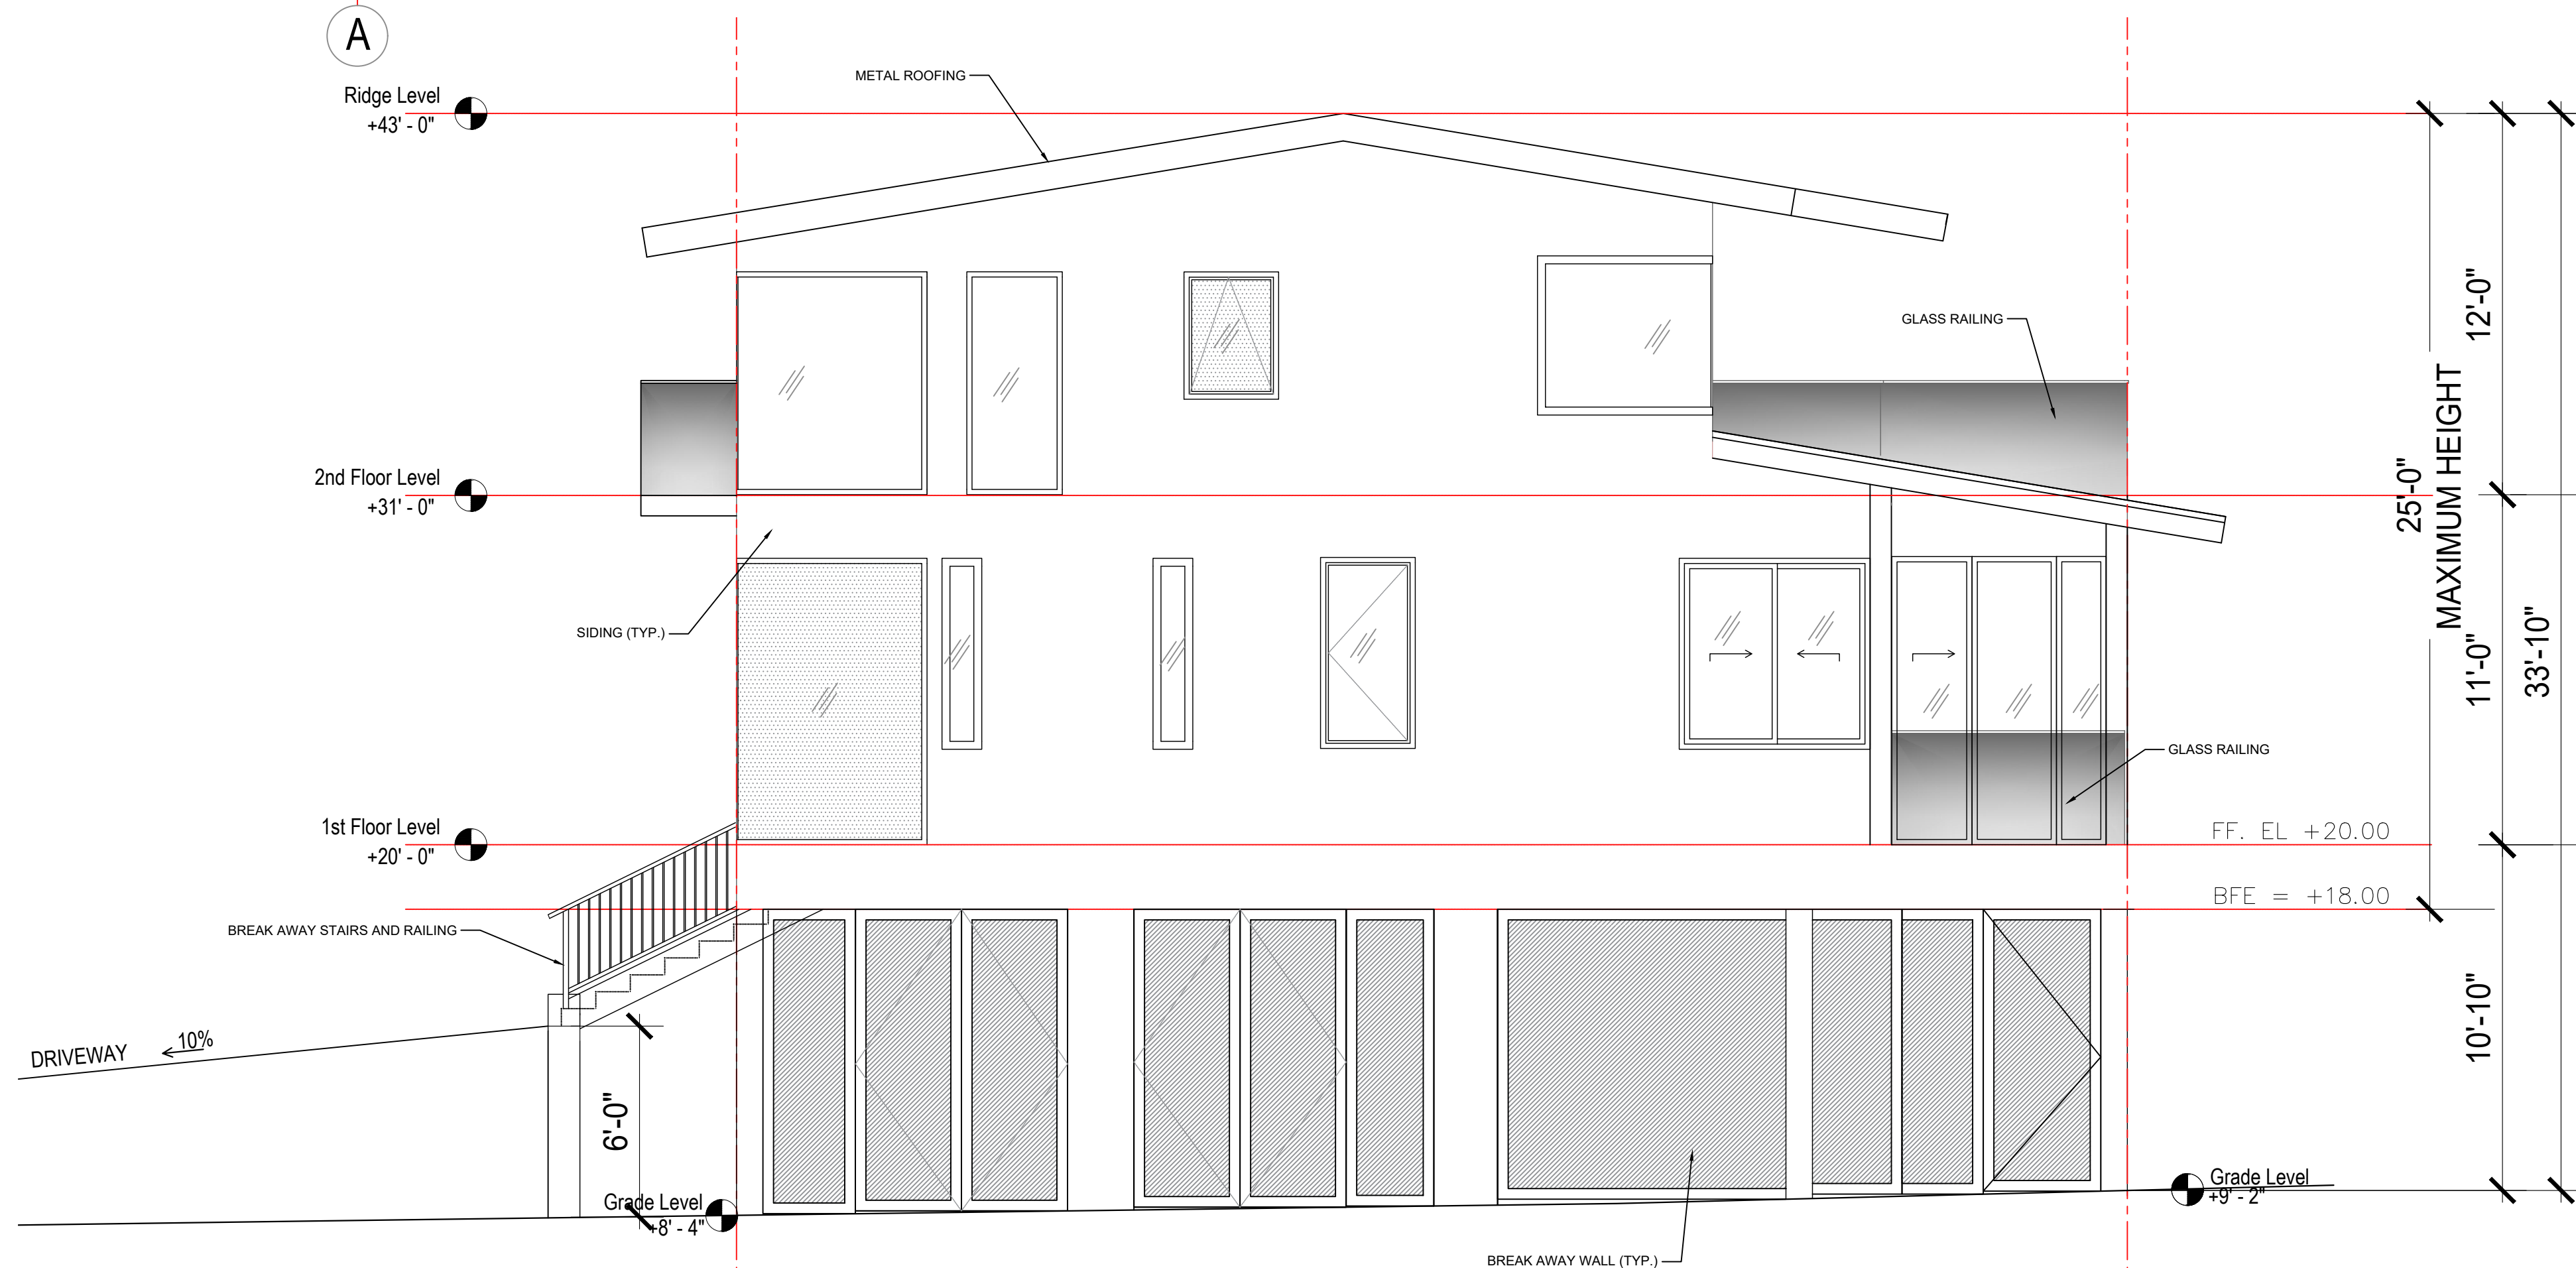 A
METAL ROOFING
Ridge Level
+43' - 0"
12'-0"
GLASS RAILING
2nd Floor Level
+31' - 0"
25'-0"
MAXIMUM HEIGHT
SIDING (TYP.)
11'-0"
33'-10"
GLASS RAILING
1st Floor Level
+20' - 0"
FF. EL +20.00
BFE = +18.00
BREAK AWAY STAIRS AND RAILING
DRIVEWAY
10%
6'-0"
10'-10"
Grade Level
+8' - 4"
Grade Level
+9' - 2"
BREAK AWAY WALL (TYP.)